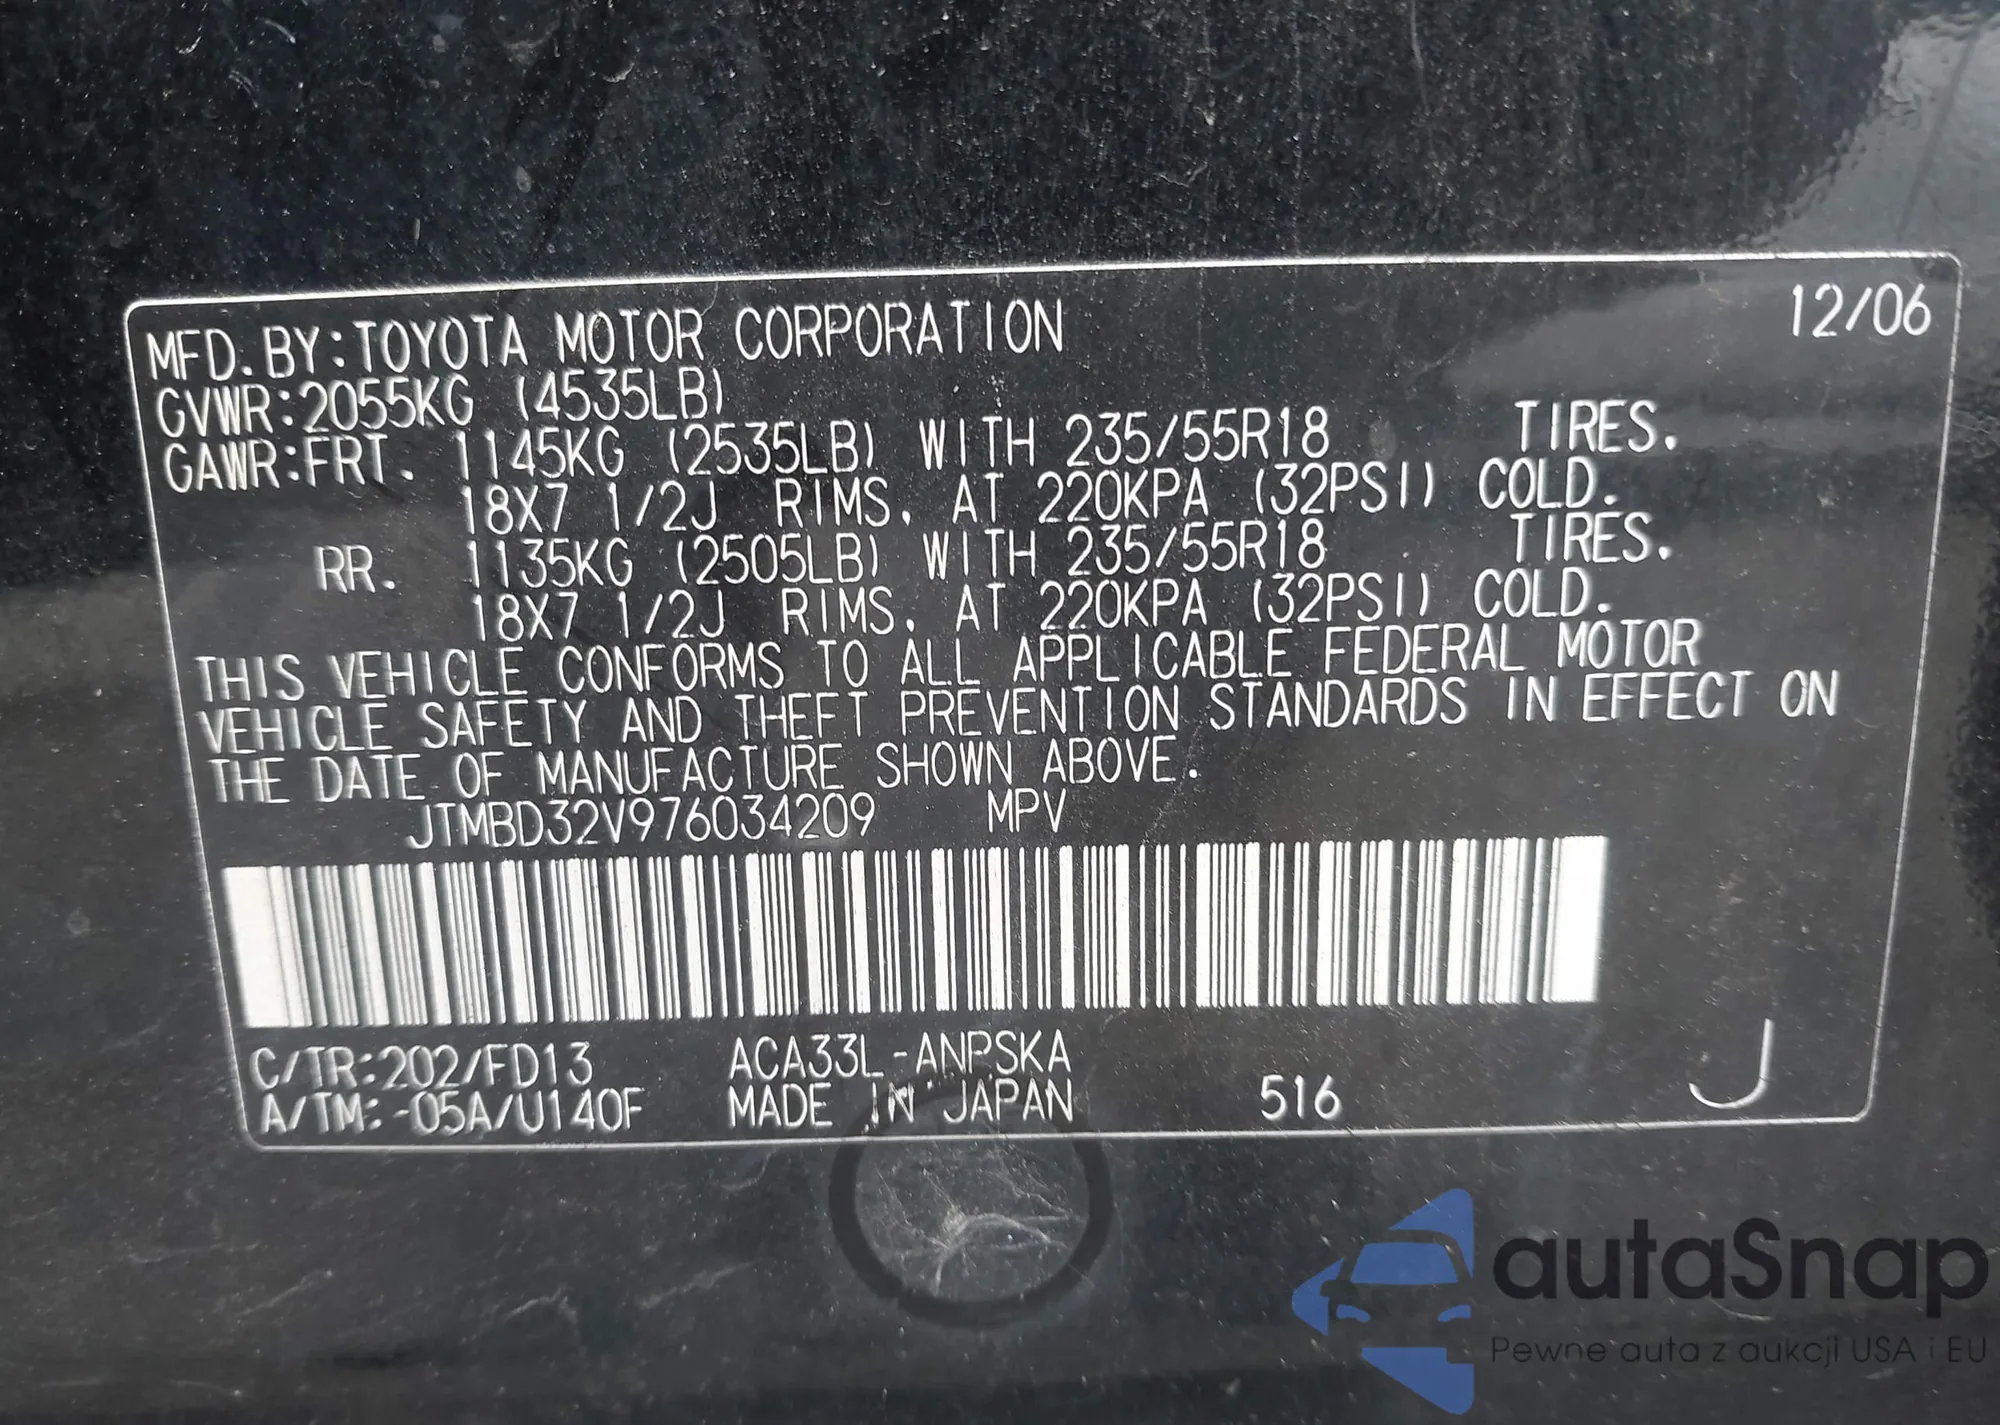 12/06
MFD.BY:TOYOTA MOTOR CORPORATION
GVWR:2055KG (4535LB)
GAWR:FRT. 1145KG (2535LB) WITH 235/55R18 TIRES.
18X7 1/2J RIMS, AT 220KPA (32PSI) COLD.
RR. 1135KG (2505LB) WITH 235/55R18 TIRES.
18X7 1/2J RIMS, AT 220KPA (32PSI) COLD.
THIS VEHICLE CONFORMS TO ALL APPLICABLE FEDERAL MOTOR
VEHICLE SAFETY AND THEFT PREVENTION STANDARDS IN EFFECT ON
THE DATE OF MANUFACTURE SHOWN ABOVE.
JTMBD32V976034209 MPV
C/TR:202/FD13 ACA33L-ANPSKA
A/TM:-05A/U140F MADE IN JAPAN 516 J
autaSnap
Pewne auta z aukcji USA i EU